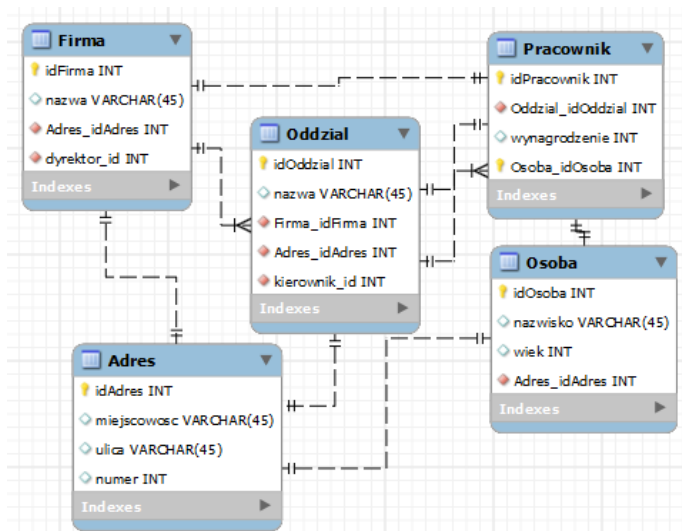 Firma
idFirma INT
nazwa VARCHAR(45)
Adres_idAdres INT
dyrektor_id INT
Indexes
Pracownik
idPracownik INT
Oddzial_idOddzial INT
wynagrodzenie INT
Osoba_idOsoba INT
Indexes
Oddzial
idOddzial INT
nazwa VARCHAR(45)
Firma_idFirma INT
Adres_idAdres INT
kierownik_id INT
Indexes
Osoba
idOsoba INT
nazwisko VARCHAR(45)
wiek INT
Adres_idAdres INT
Indexes
Adres
idAdres INT
miejscowosc VARCHAR(45)
ulica VARCHAR(45)
numer INT
Indexes